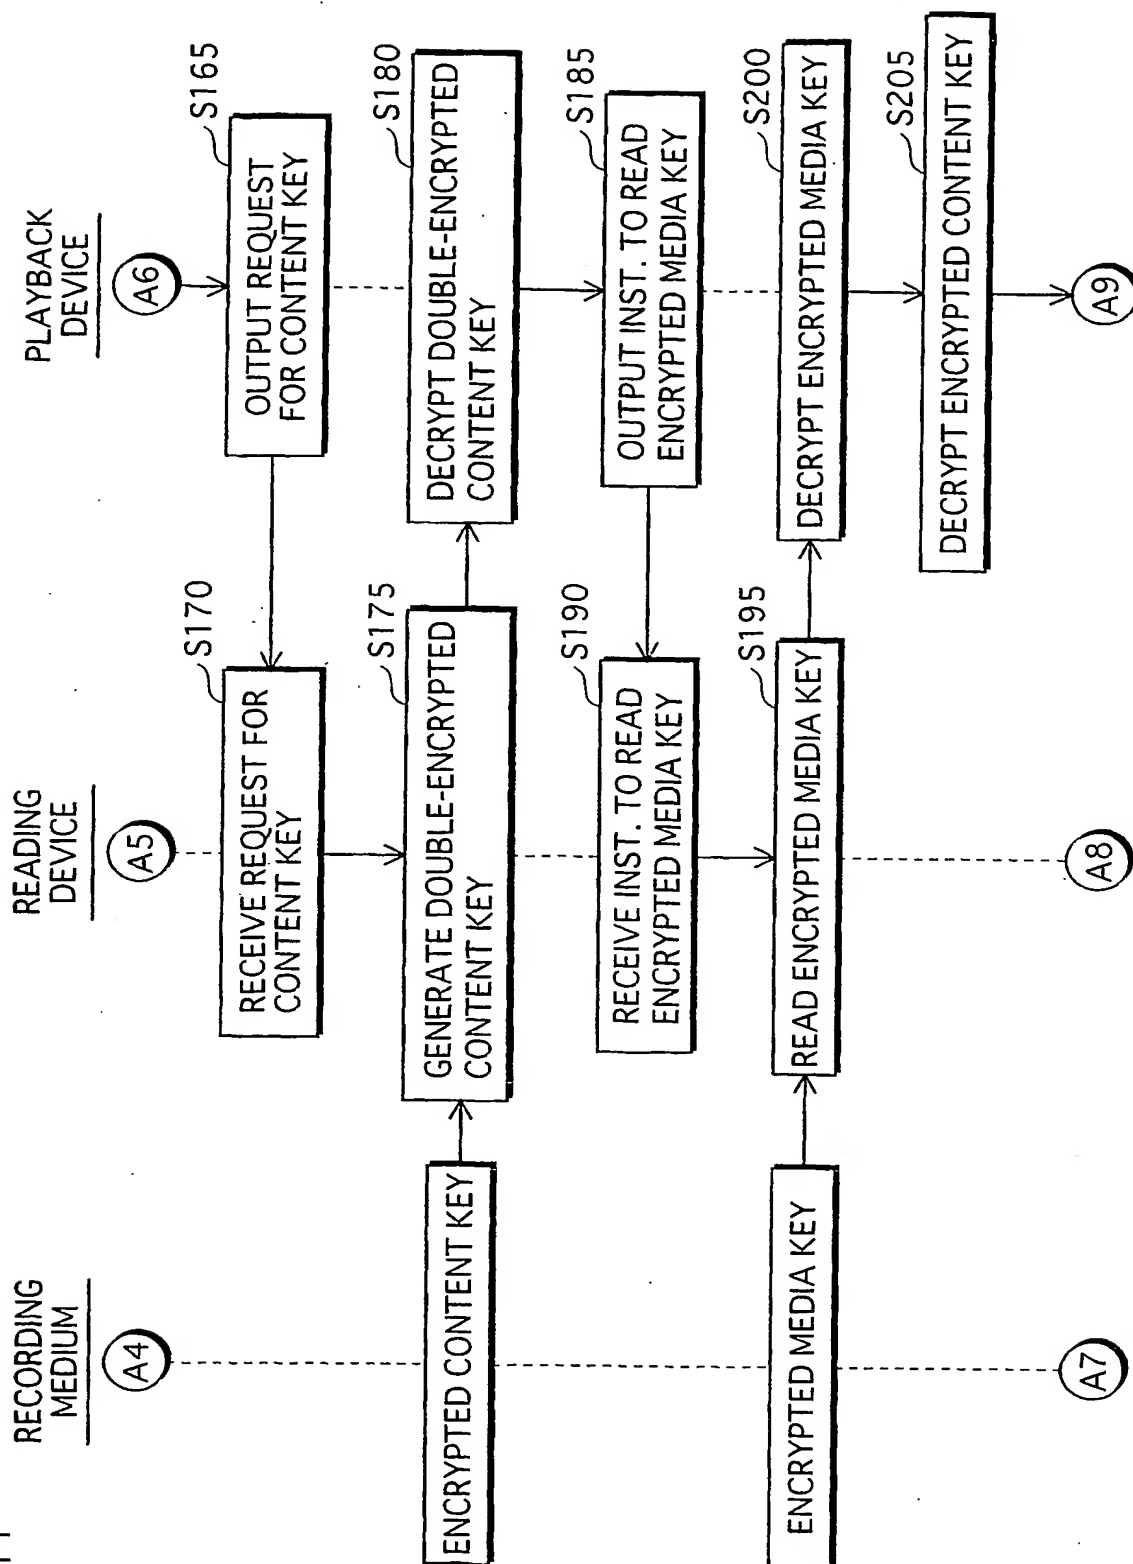 RECORDING
MEDIUM
READING
DEVICE
PLAYBACK
DEVICE
A4
A5
A6
S165
OUTPUT REQUEST
FOR CONTENT KEY
S170
RECEIVE REQUEST FOR
CONTENT KEY
ENCRYPTED CONTENT KEY
S175
GENERATE DOUBLE-ENCRYPTED
CONTENT KEY
S180
DECRYPT DOUBLE-ENCRYPTED
CONTENT KEY
S185
OUTPUT INST. TO READ
ENCRYPTED MEDIA KEY
S190
RECEIVE INST. TO READ
ENCRYPTED MEDIA KEY
ENCRYPTED MEDIA KEY
S195
READ ENCRYPTED MEDIA KEY
S200
DECRYPT ENCRYPTED MEDIA KEY
S205
DECRYPT ENCRYPTED CONTENT KEY
A7
A8
A9